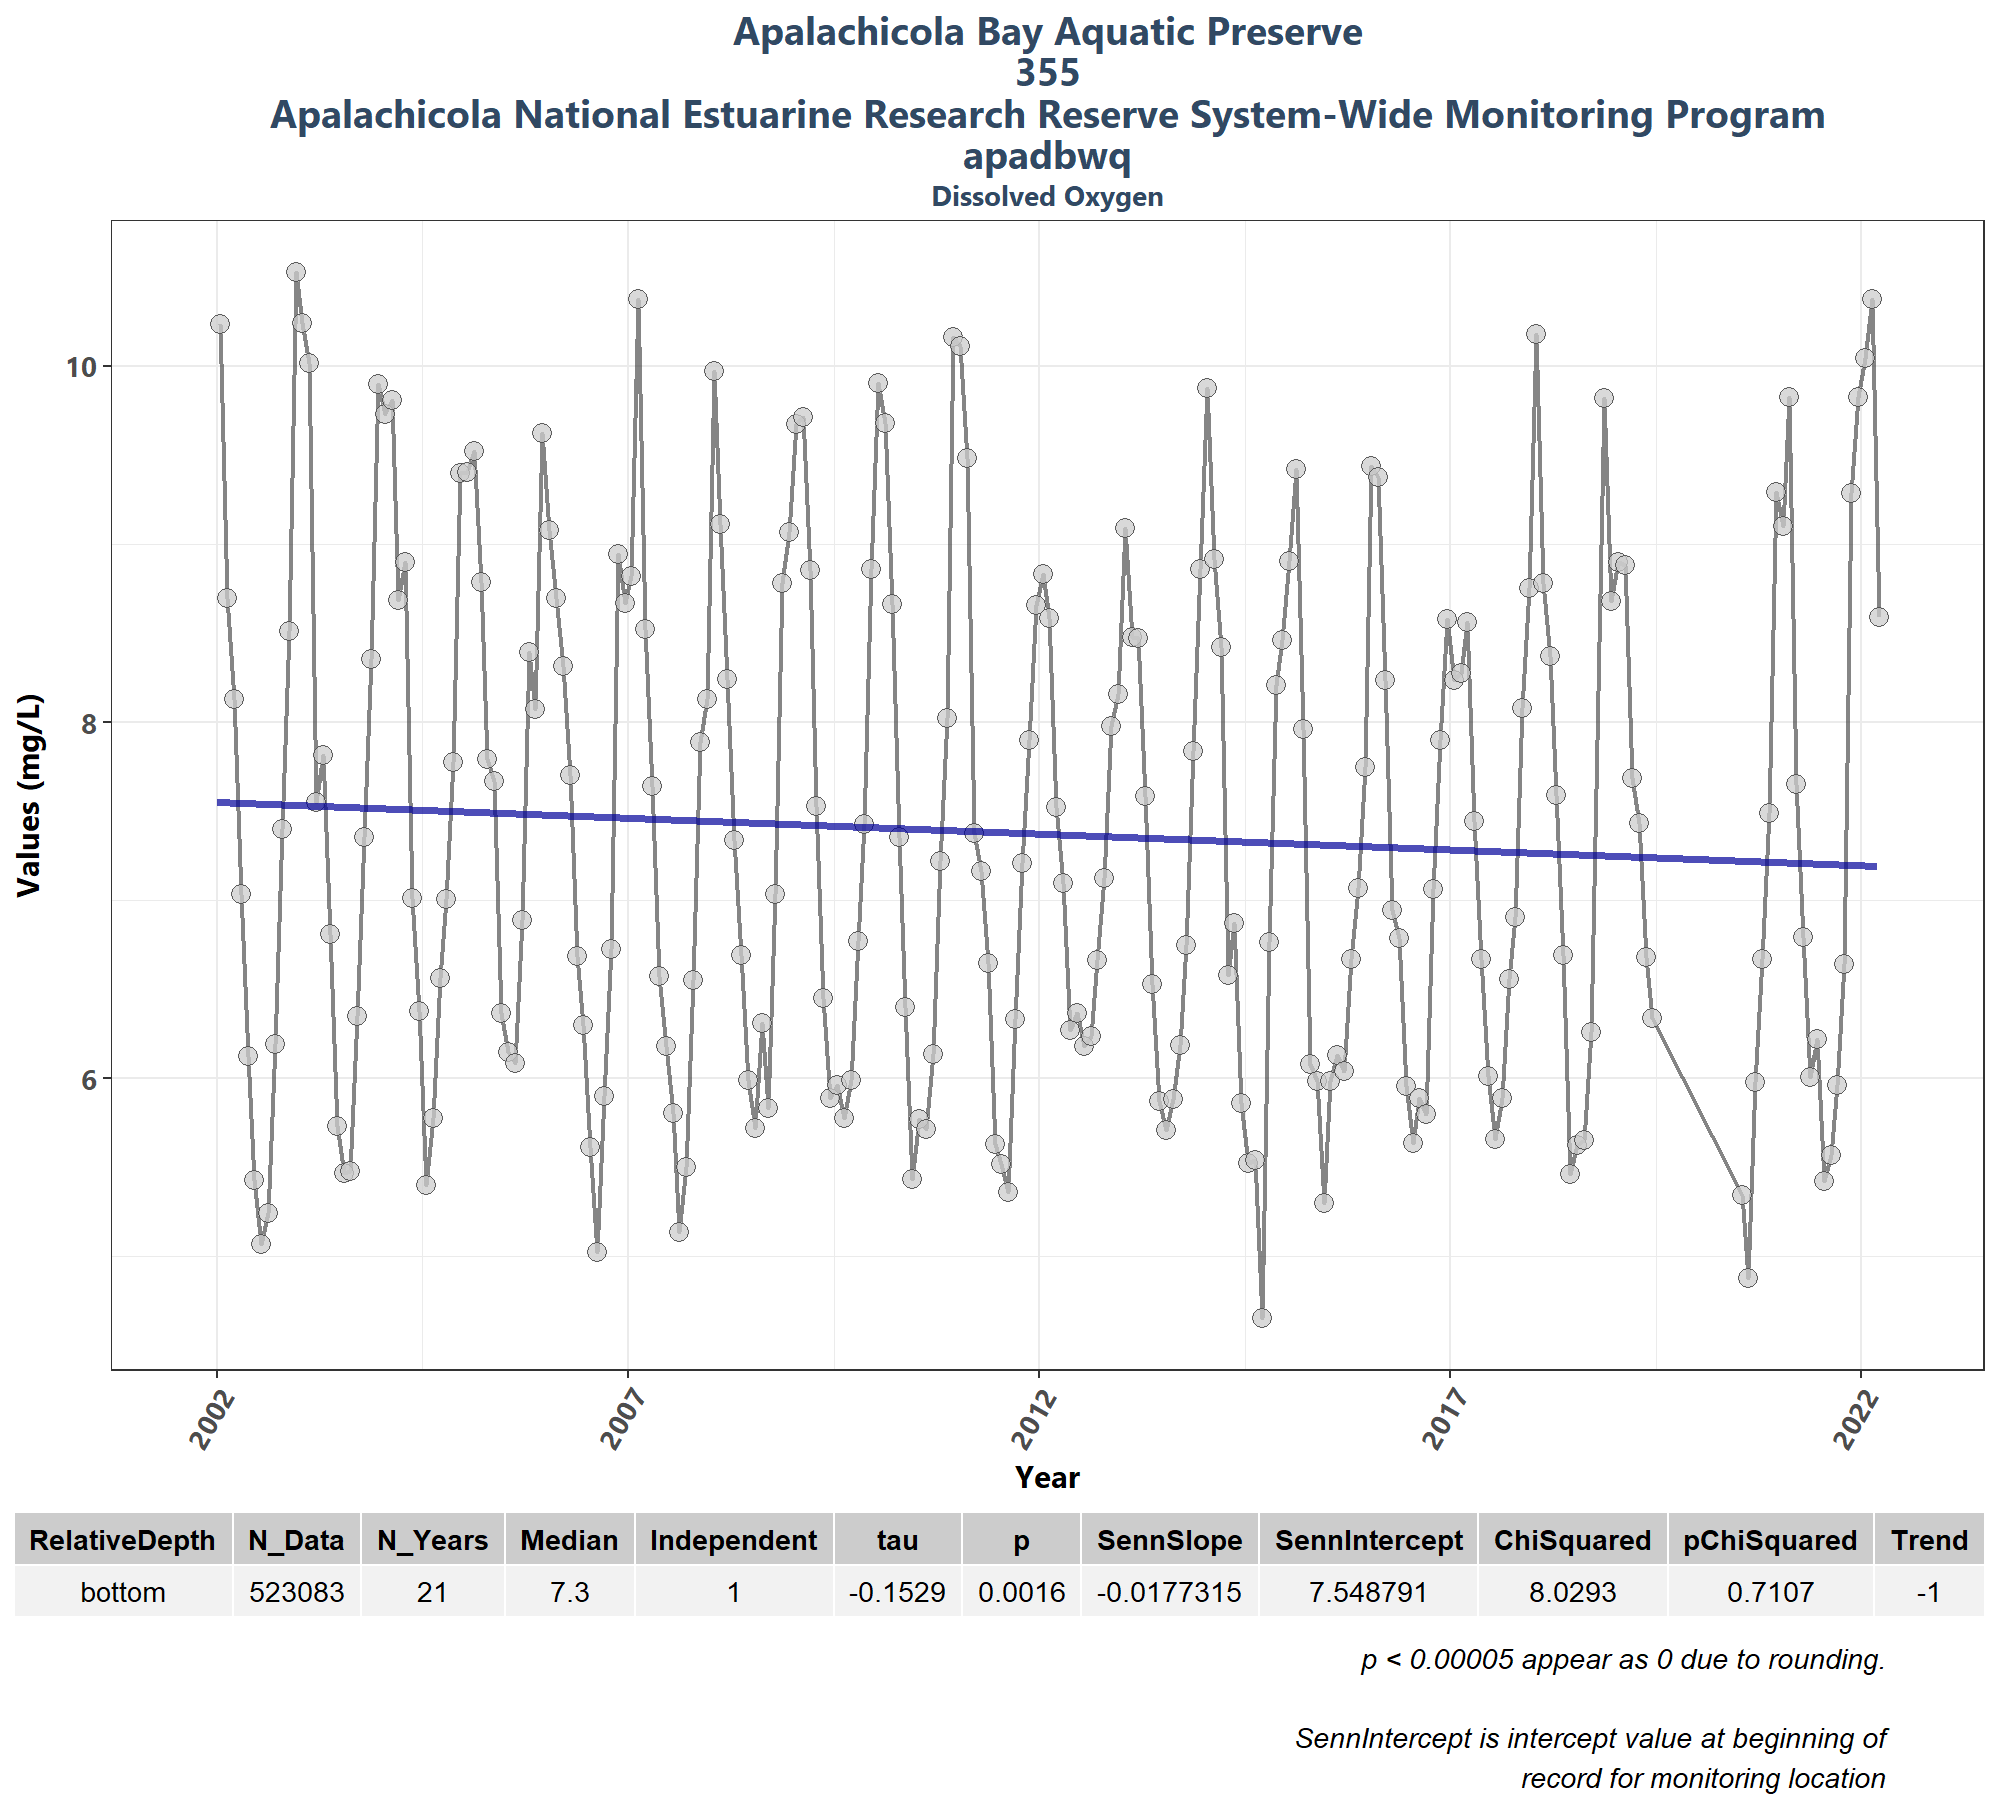 Apalachicola Bay Aquatic Preserve
355
Apalachicola National Estuarine Research Reserve System-Wide Monitoring Program
apadbwq
Dissolved Oxygen
Values (mg/L)
10
8
6
2002 2007 2012 2017 2022
Year
RelativeDepth N_Data N_Years Median Independent tau p SennSlope SennIntercept ChiSquared pChiSquared Trend
bottom 523083 21 7.3 1 -0.1529 0.0016 -0.0177315 7.548791 8.0293 0.7107 -1
p < 0.00005 appear as 0 due to rounding.
SennIntercept is intercept value at beginning of
record for monitoring location